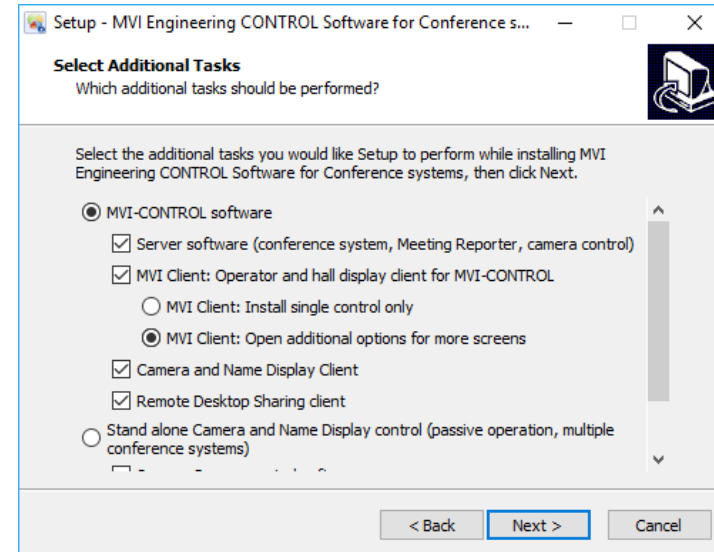 Setup - MVI Engineering CONTROL Software for Conference s...
Select Additional Tasks
Which additional tasks should be performed?
Select the additional tasks you would like Setup to perform while installing MVI
Engineering CONTROL Software for Conference systems, then click Next.
MVI-CONTROL software
Server software (conference system, Meeting Reporter, camera control)
MVI Client: Operator and hall display client for MVI-CONTROL
MVI Client: Install single control only
MVI Client: Open additional options for more screens
Camera and Name Display Client
Remote Desktop Sharing client
Stand alone Camera and Name Display control (passive operation, multiple
conference systems)
< Back Next > Cancel